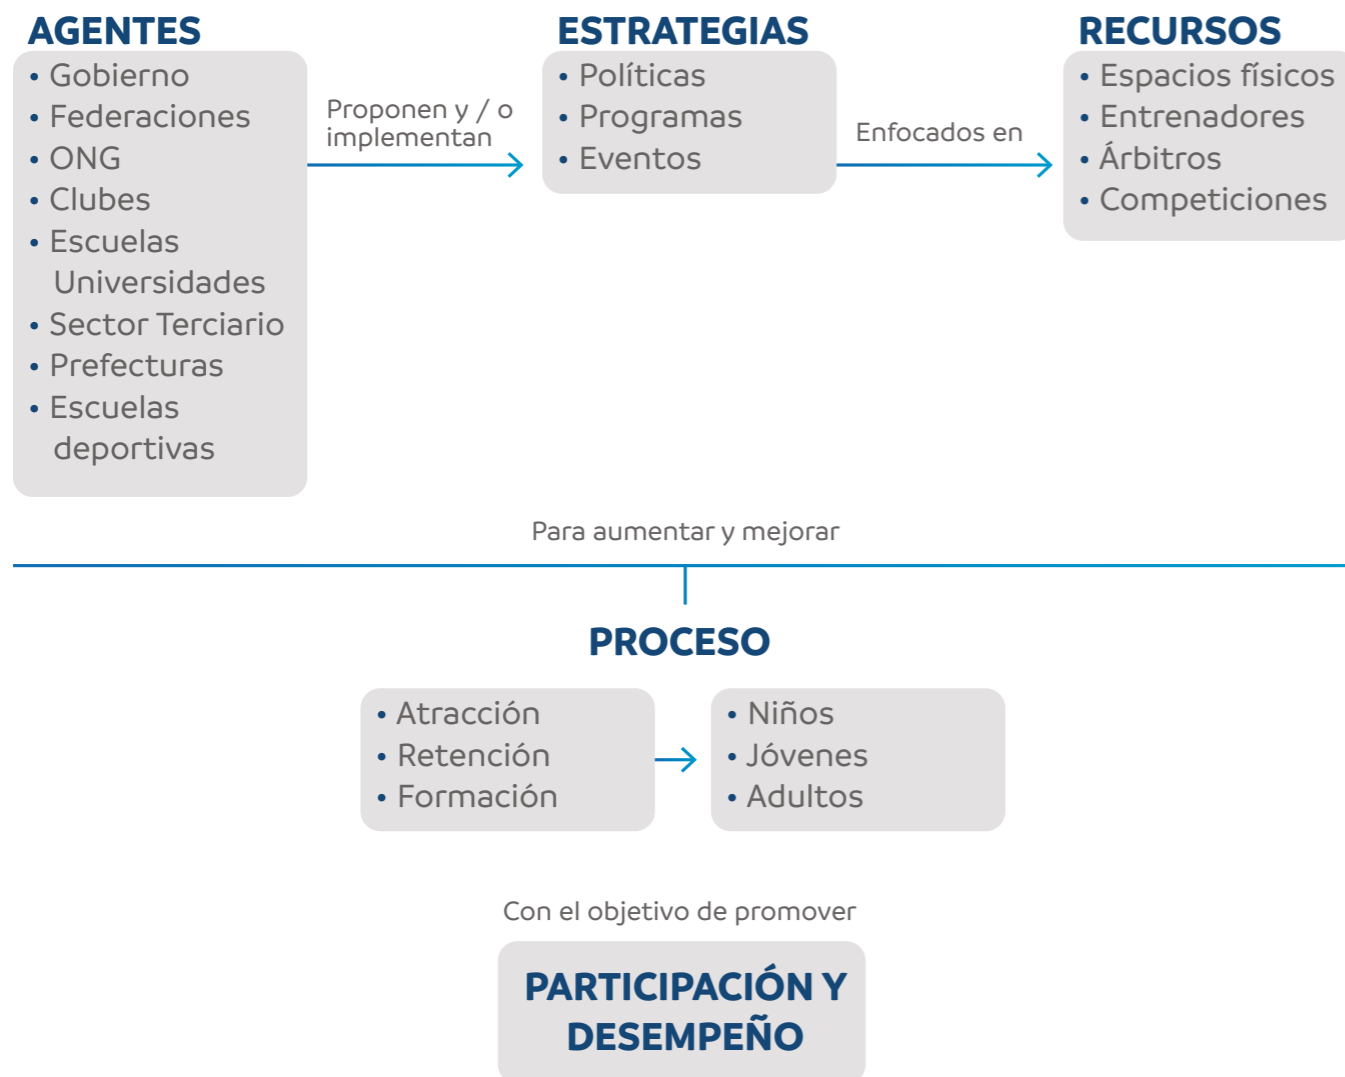 AGENTES
• Gobierno
• Federaciones
• ONG
• Clubes
• Escuelas
Universidades
• Sector Terciario
• Prefecturas
• Escuelas
deportivas
Proponen y / o
implementan
ESTRATEGIAS
• Políticas
• Programas
• Eventos
Enfocados en
RECURSOS
• Espacios físicos
• Entrenadores
• Árbitros
• Competiciones
Para aumentar y mejorar
PROCESO
• Atracción
• Retención
• Formación
• Niños
• Jóvenes
• Adultos
Con el objetivo de promover
PARTICIPACIÓN Y
DESEMPEÑO